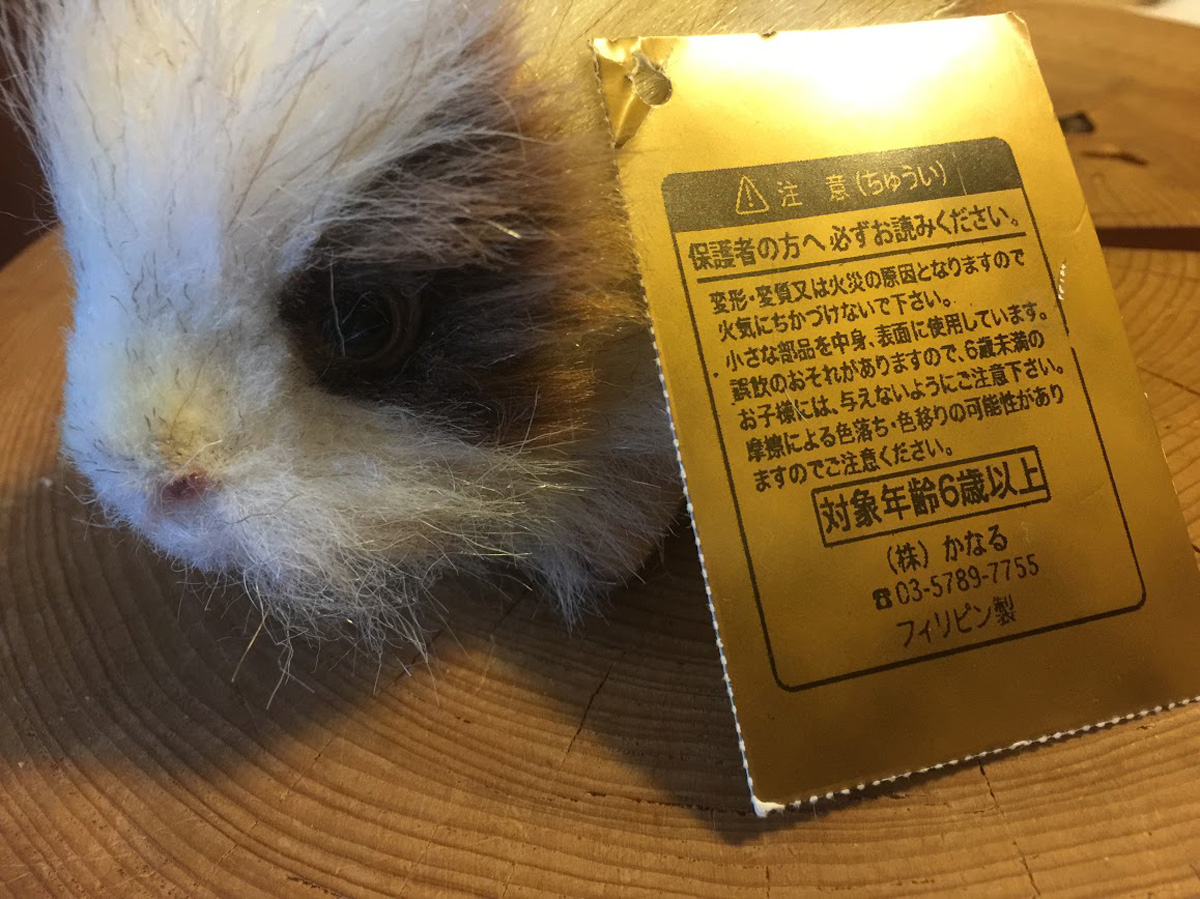 ⚠ 注 意(ちゅうい)
保護者の方へ 必ずお読みください。
変形・変質又は火災の原因となりますので
火気にちかづけないで下さい。
小さな部品を中身、表面に使用しています。
誤飲のおそれがありますので、6歳未満の
お子様には、与えないようにご注意下さい。
摩擦による色落ち・色移りの可能性があり
ますのでご注意ください。
対象年齢6歳以上
(株)かなる
☎03-5789-7755
フィリピン製